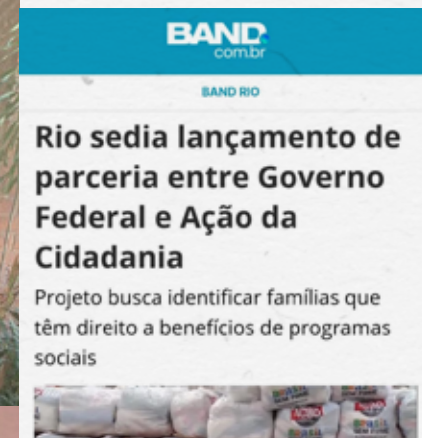 BAND
com.br
BAND RIO
Rio sedia lançamento de
parceria entre Governo
Federal e Ação da
Cidadania
Projeto busca identificar famílias que
têm direito a benefícios de programas
sociais